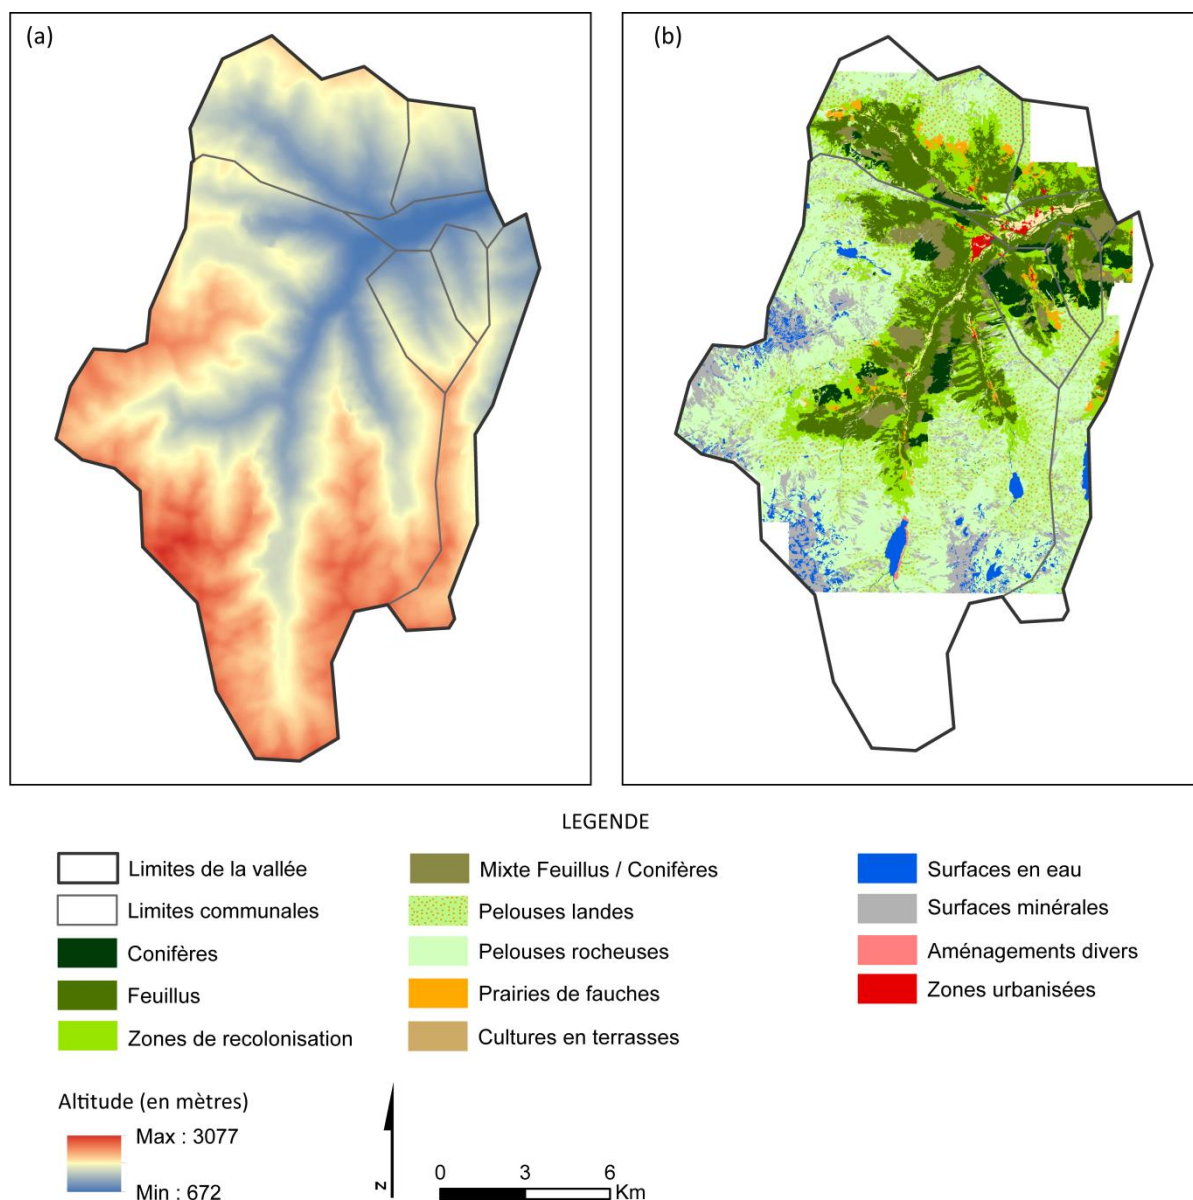 (a)
(b)
LEGENDE
Limites de la vallée
Limites communales
Conifères
Feuillus
Zones de recolonisation
Mixte Feuillus / Conifères
Pelouses landes
Pelouses rocheuses
Prairies de fauches
Cultures en terrasses
Surfaces en eau
Surfaces minérales
Aménagements divers
Zones urbanisées
Altitude (en mètres)
Max : 3077
Min : 672
N
0 3 6
Km